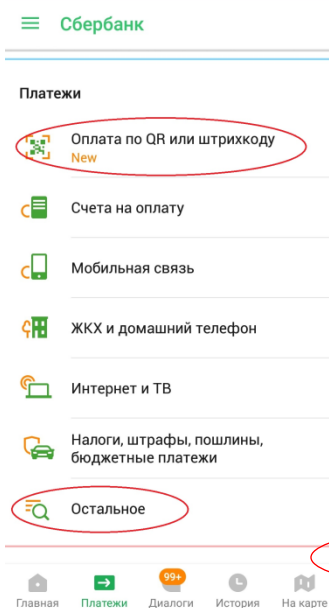 Сбербанк
Платежи
Оплата по QR или штрихкоду
New
Счета на оплату
Мобильная связь
ЖКХ и домашний телефон
Интернет и ТВ
Налоги, штрафы, пошлины,
бюджетные платежи
Остальное
99+
Главная Платежи Диалоги История На карте